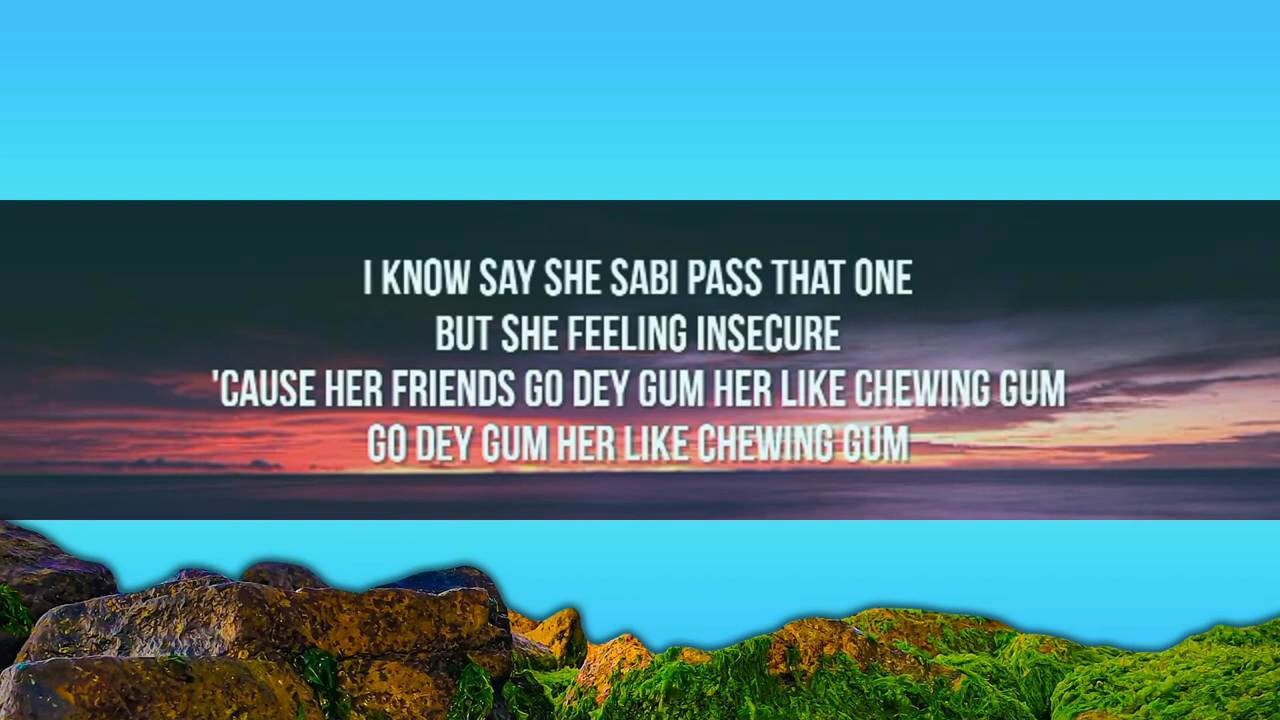 I KNOW SAY SHE SABI PASS THAT ONE
BUT SHE FEELING INSECURE
'CAUSE HER FRIENDS GO DEY GUM HER LIKE CHEWING GUM
GO DEY GUM HER LIKE CHEWING GUM